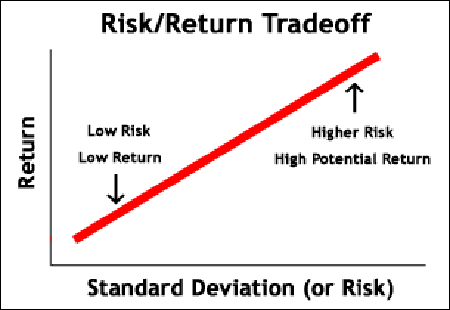 Risk/Return Tradeoff
Return
Low Risk
Low Return
Higher Risk
High Potential Return
Standard Deviation (or Risk)